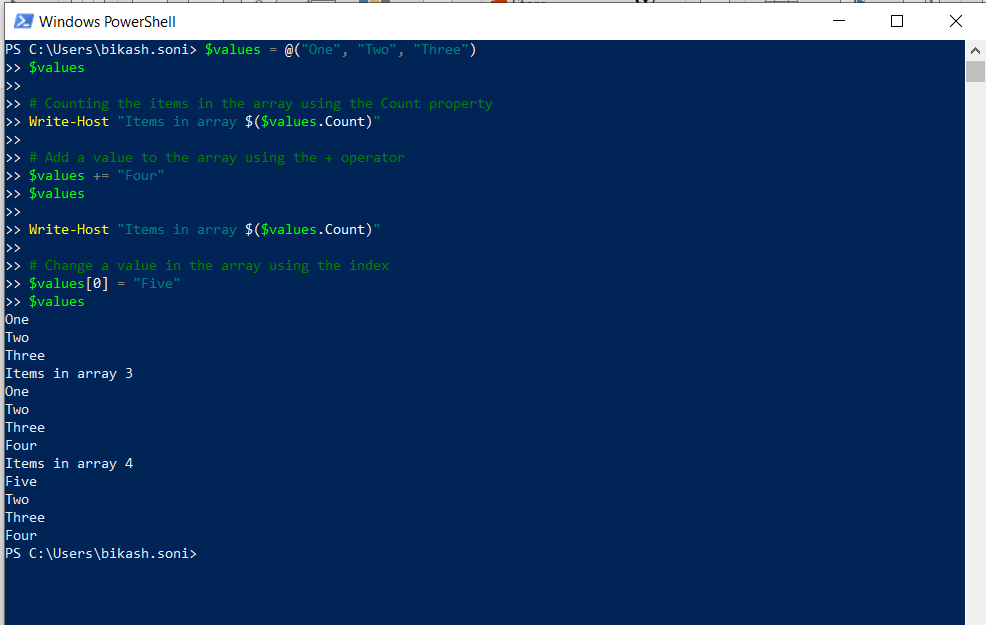 Windows PowerShell
PS C:\Users\bikash.soni> $values = @("One", "Two", "Three")
>> $values
>>
>> # Counting the items in the array using the Count property
>> Write-Host "Items in array $($values.Count)"
>>
>> # Add a value to the array using the + operator
>> $values += "Four"
>> $values
>>
>> Write-Host "Items in array $($values.Count)"
>>
>> # Change a value in the array using the index
>> $values[0] = "Five"
>> $values
One
Two
Three
Items in array 3
One
Two
Three
Four
Items in array 4
Five
Two
Three
Four
PS C:\Users\bikash.soni>